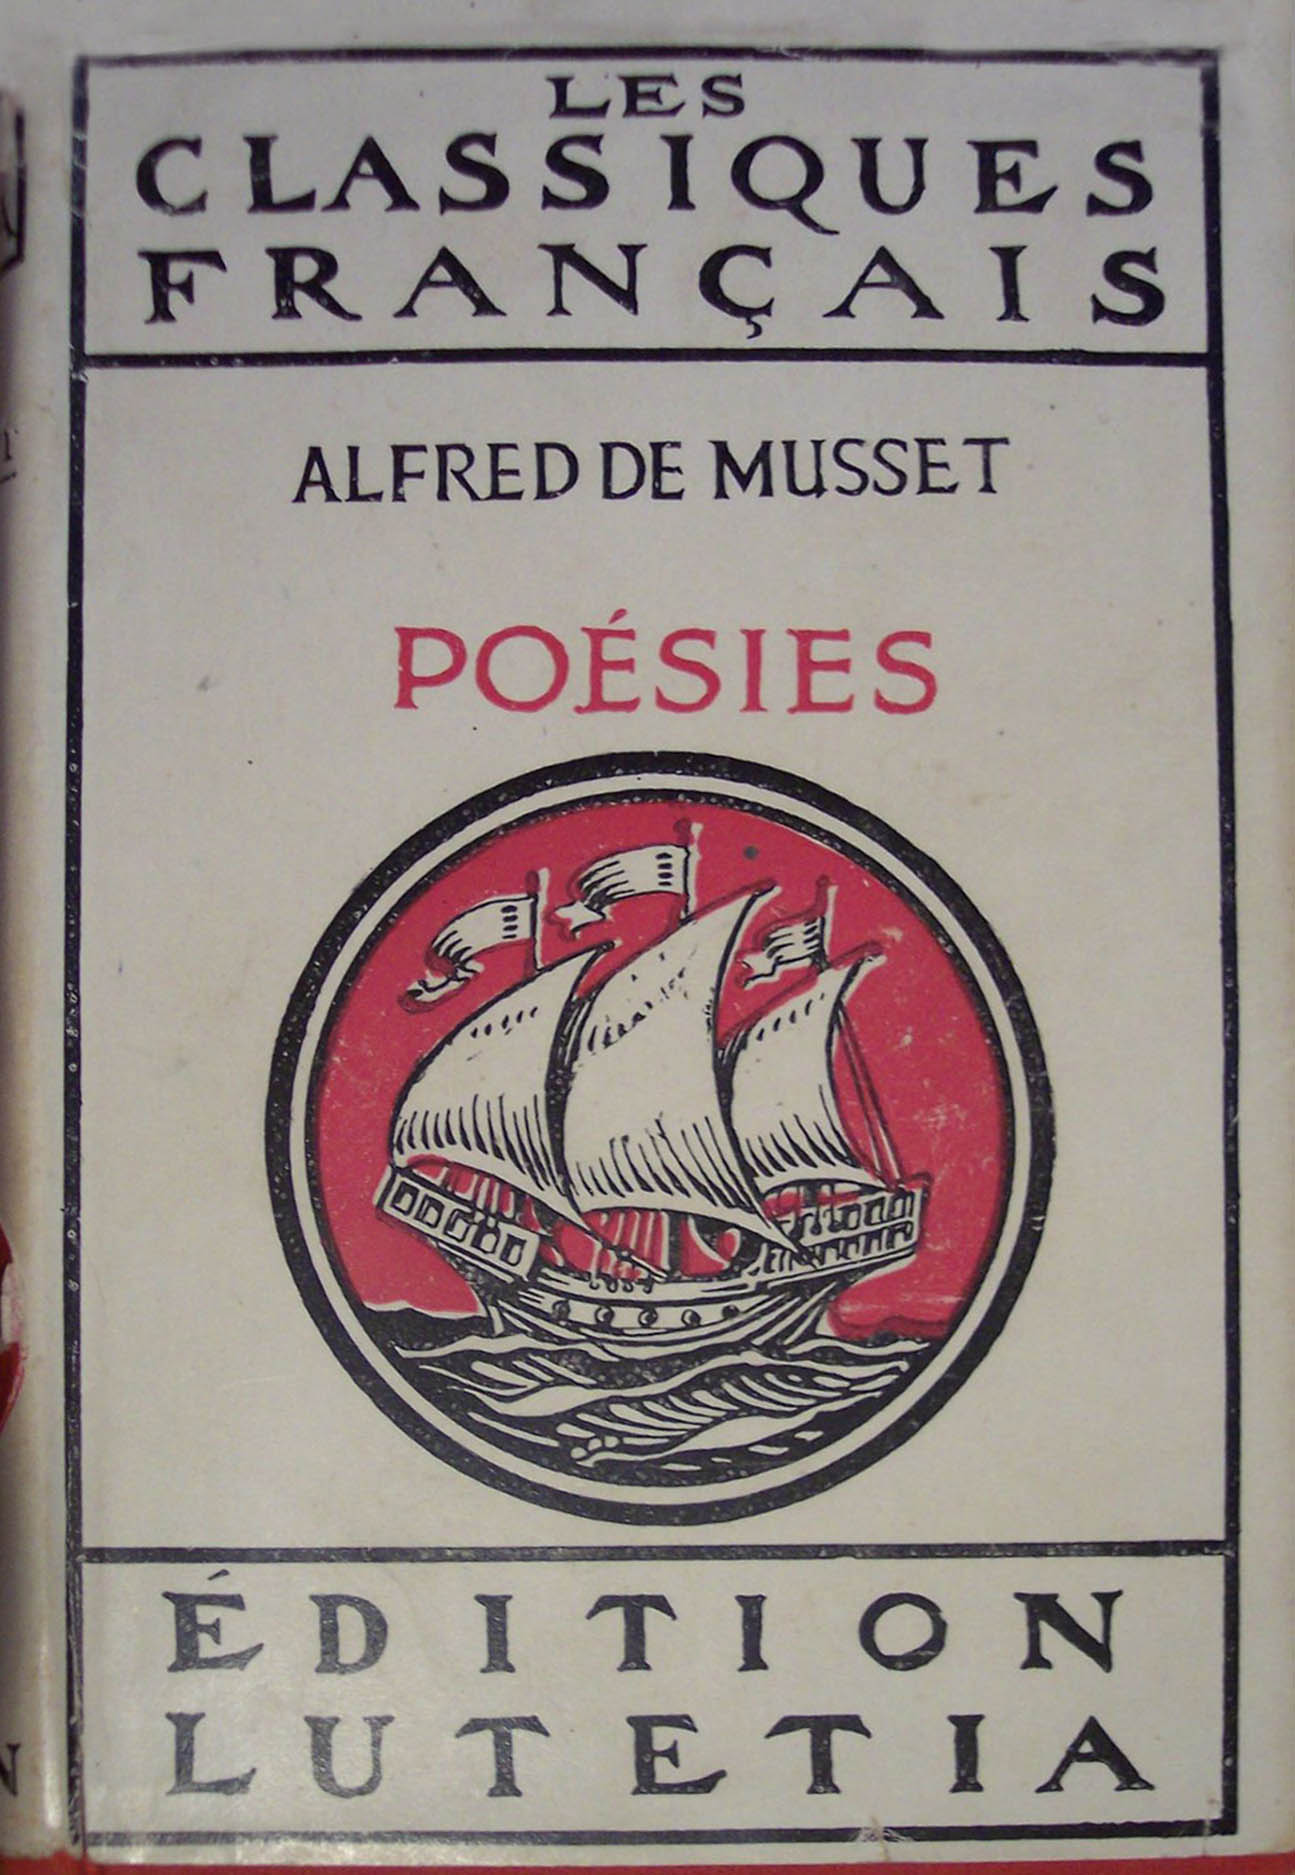 LES
CLASSIQUES
FRANÇAIS
ALFRED DE MUSSET
POÉSIES
ÉDITION
LUTETIA